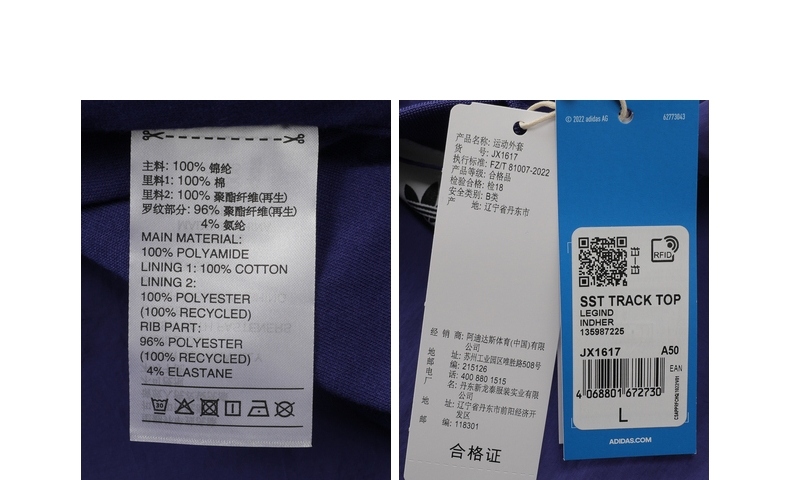 主料: 100% 锦纶
里料1: 100% 棉
里料2: 100% 聚酯纤维(再生)
罗纹部分: 96% 聚酯纤维(再生)
4% 氨纶
MAIN MATERIAL:
100% POLYAMIDE
LINING 1: 100% COTTON
LINING 2:
100% POLYESTER
(100% RECYCLED)
RIB PART:
96% POLYESTER
(100% RECYCLED)
4% ELASTANE
30
产品名称: 运动外套
货 号: JX1617
执行标准: FZ/T 81007-2022
产品等级: 合格品
检验合格: 检18
安全类别: B类
产 地: 辽宁省丹东市
经 销 商: 阿迪达斯体育(中国)有限
公司
地 址: 苏州工业园区唯胜路508号
邮 编: 215126
电 话: 400 880 1515
厂 名: 丹东新龙泰服装实业有限
公司
地 址: 辽宁省丹东市前阳经济开
发区
邮 编: 118301
合格证
© 2022 adidas AG
62773043
RFID
SST TRACK TOP
LEGIND
INDHER
135987225
JX1617 A50
EAN
4 068801 672730
L
ADIDAS.COM